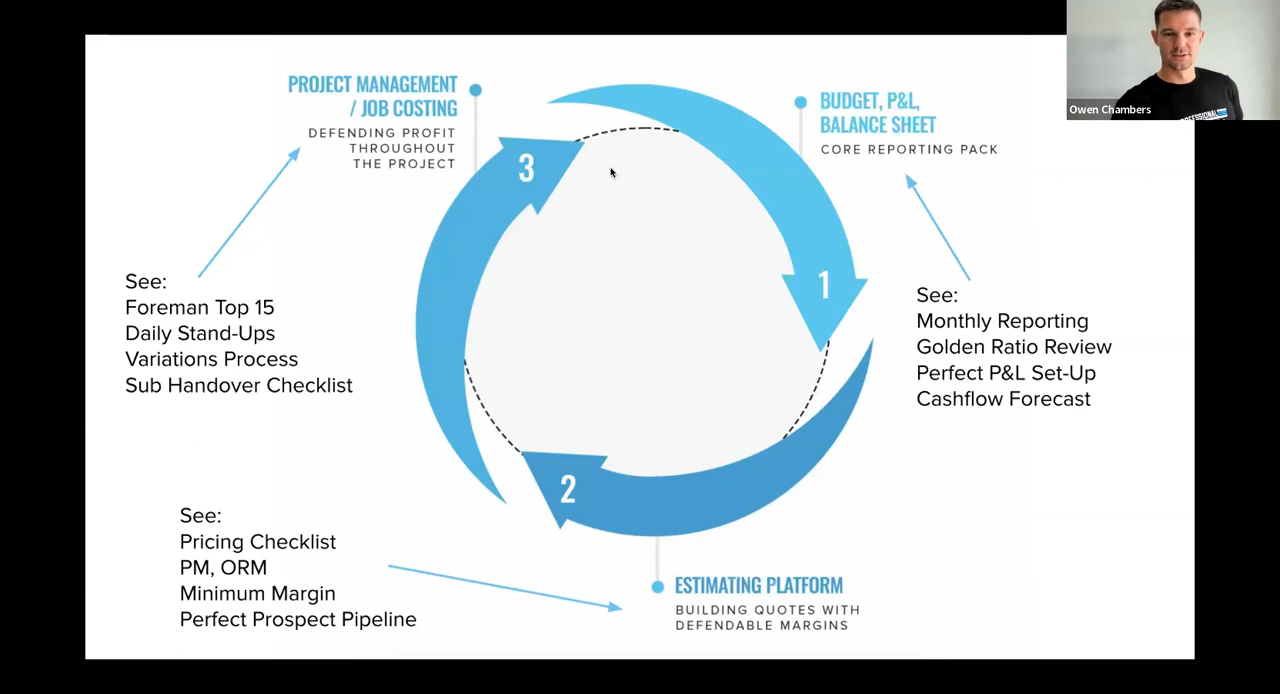 PROJECT MANAGEMENT
/ JOB COSTING
DEFENDING PROFIT
THROUGHOUT
THE PROJECT
BUDGET, P&L,
BALANCE SHEET
CORE REPORTING PACK
Owen Chambers
3
1
2
See:
Foreman Top 15
Daily Stand-Ups
Variations Process
Sub Handover Checklist
See:
Monthly Reporting
Golden Ratio Review
Perfect P&L Set-Up
Cashflow Forecast
See:
Pricing Checklist
PM, ORM
Minimum Margin
Perfect Prospect Pipeline
ESTIMATING PLATFORM
BUILDING QUOTES WITH
DEFENDABLE MARGINS